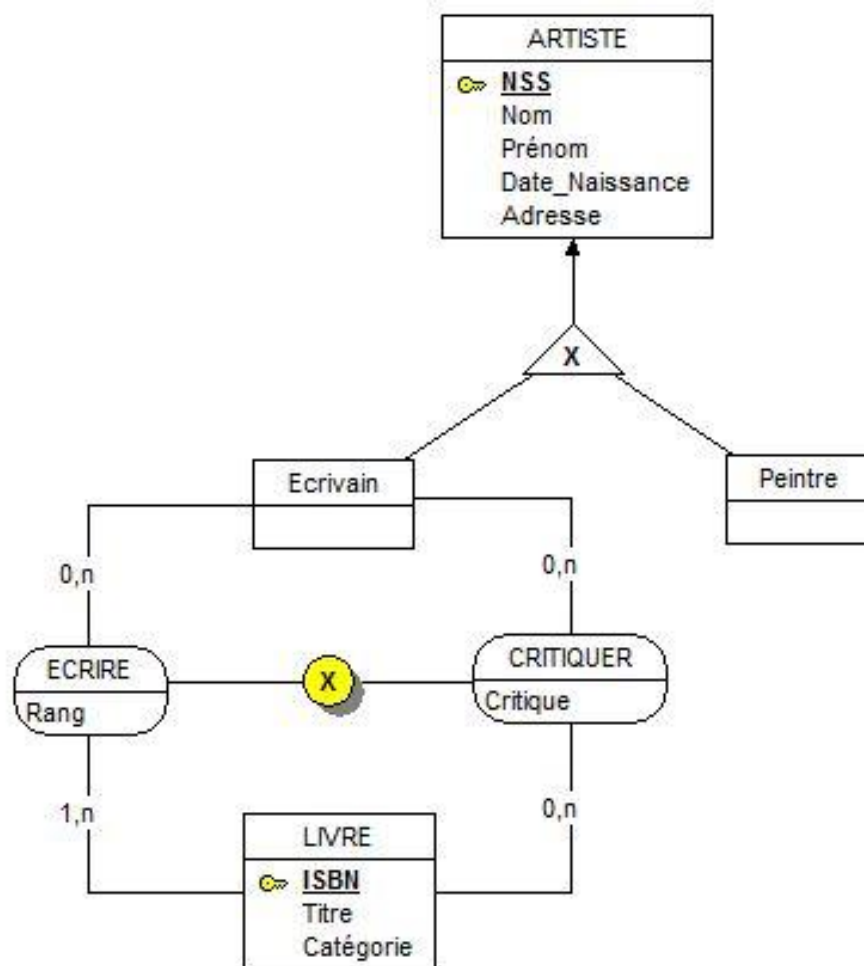 ARTISTE
NSS
Nom
Prénom
Date_Naissance
Adresse
X
Ecrivain
Peintre
0,n
0,n
ECRIRE
Rang
X
CRITIQUER
Critique
1,n
0,n
LIVRE
ISBN
Titre
Catégorie